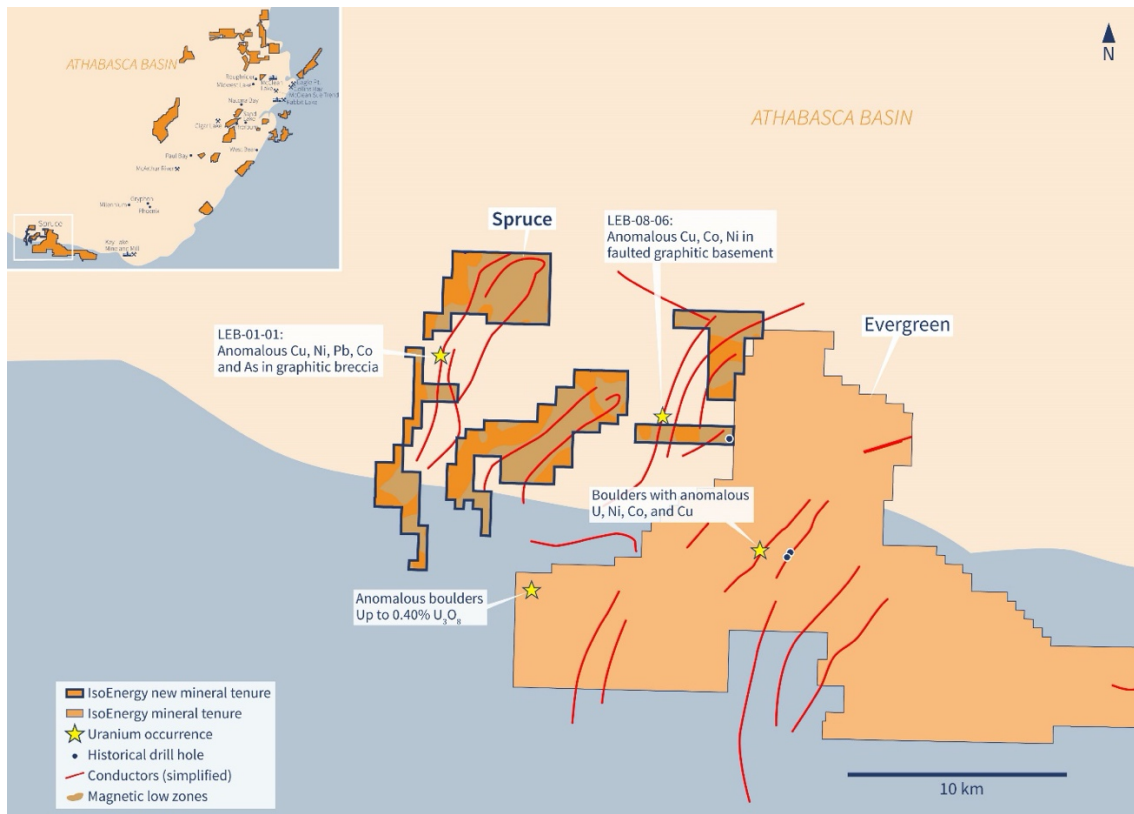 ATHABASCA BASIN
McArthur River
Spruce
N
ATHABASCA BASIN
Spruce
LEB-08-06:
Anomalous Cu, Co, Ni in
faulted graphitic basement
Evergreen
LEB-01-01:
Anomalous Cu, Ni, Pb, Co
and As in graphitic breccia
Boulders with anomalous
U, Ni, Co, and Cu
Anomalous boulders
Up to 0.40% U₃O₈
IsoEnergy new mineral tenure
IsoEnergy mineral tenure
Uranium occurrence
Historical drill hole
Conductors (simplified)
Magnetic low zones
10 km